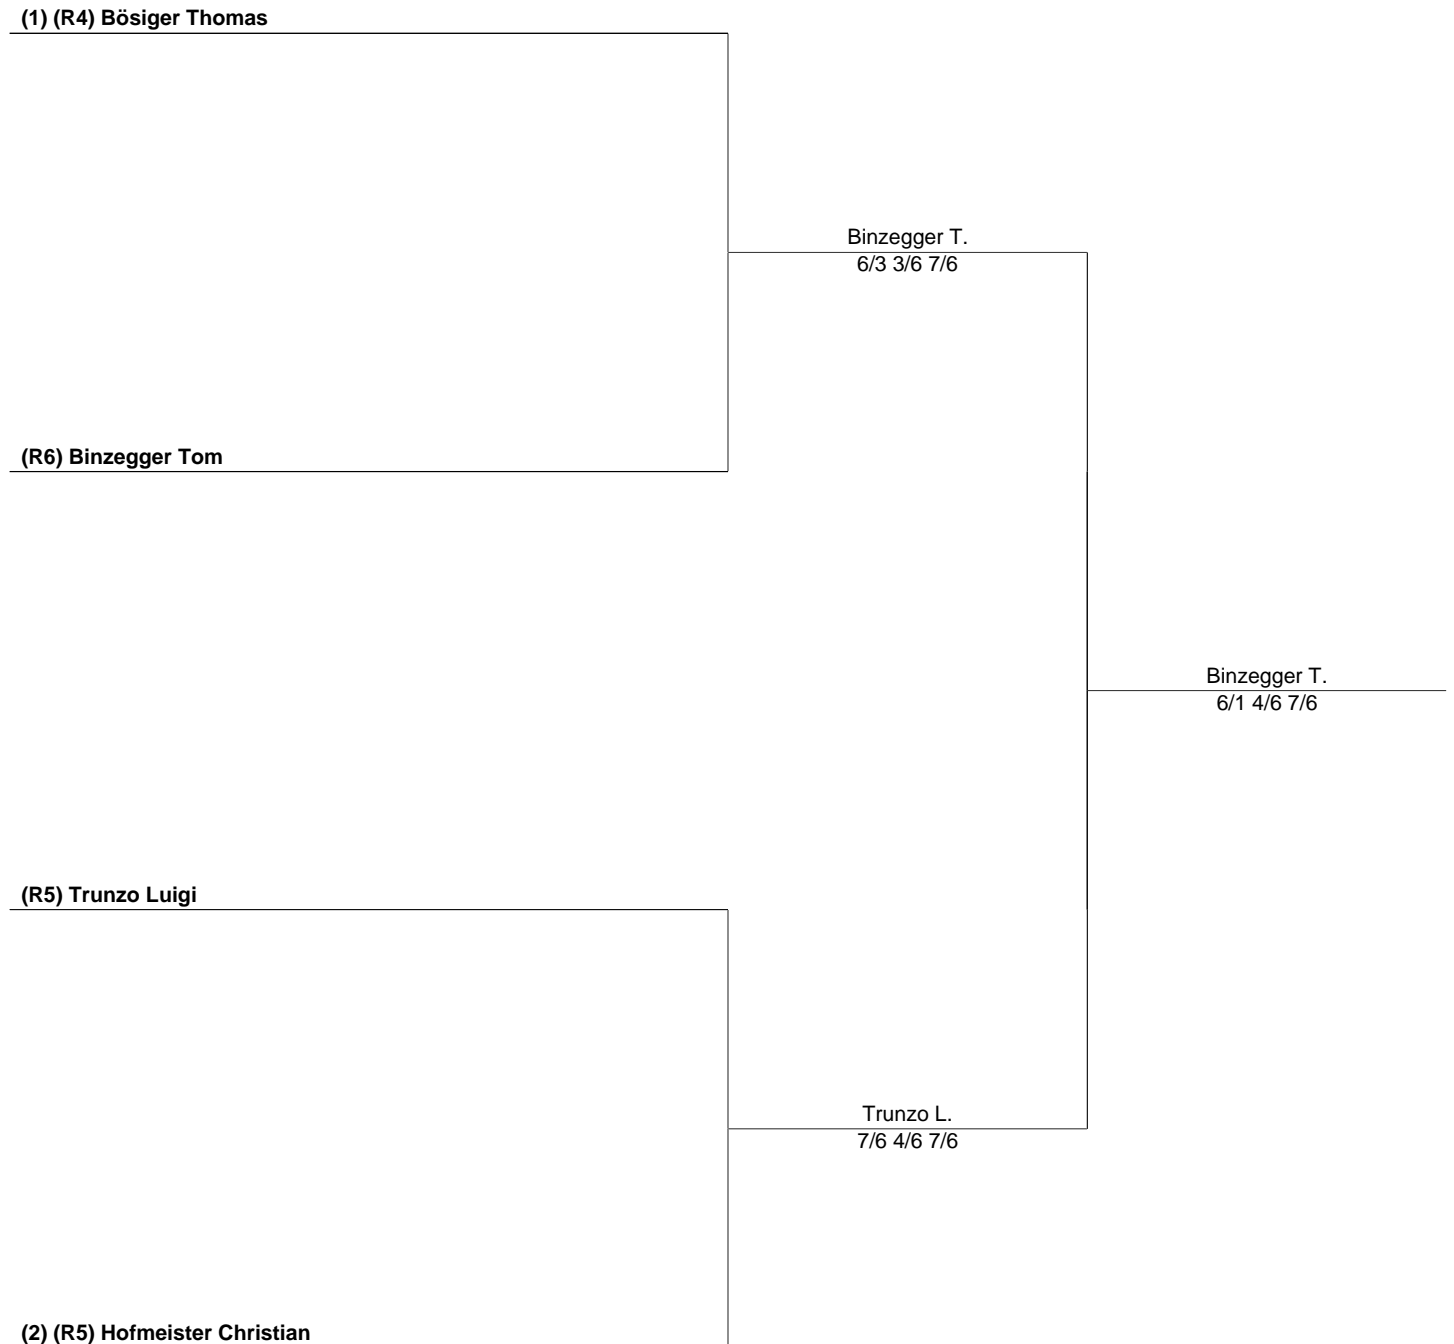 (1) (R4) Bösiger Thomas
Binzegger T.
6/3 3/6 7/6
(R6) Binzegger Tom
Binzegger T.
6/1 4/6 7/6
(R5) Trunzo Luigi
Trunzo L.
7/6 4/6 7/6
(2) (R5) Hofmeister Christian